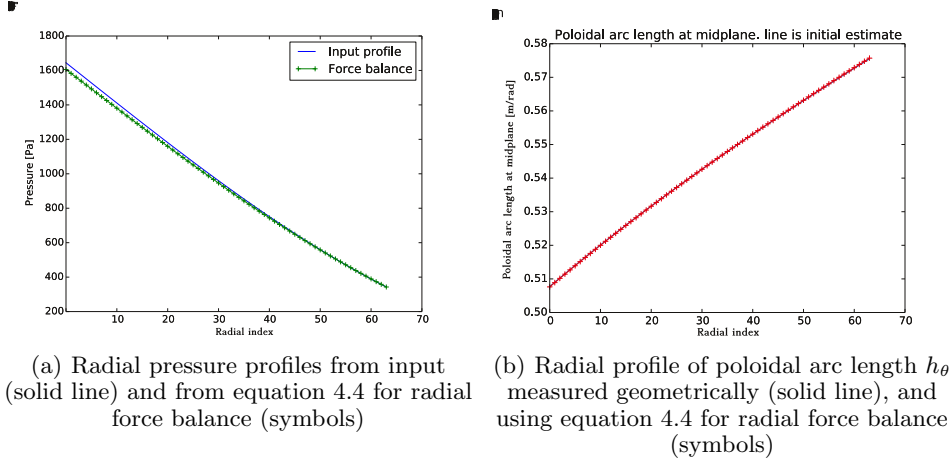 1800
1600
1400
1200
1000
800
600
400
200
Pressure [Pa]
Input profile
Force balance
10
20
30
40
50
60
70
Radial index
(a) Radial pressure profiles from input
(solid line) and from equation 4.4 for radial
force balance (symbols)
Poloidal arc length at midplane. line is initial estimate
0.58
0.57
0.56
0.55
0.54
0.53
0.52
0.51
0.50
Poloidal arc length at midplane [m/rad]
0
10
20
30
40
50
60
70
Radial index
(b) Radial profile of poloidal arc length hθ
measured geometrically (solid line), and
using equation 4.4 for radial force balance
(symbols)